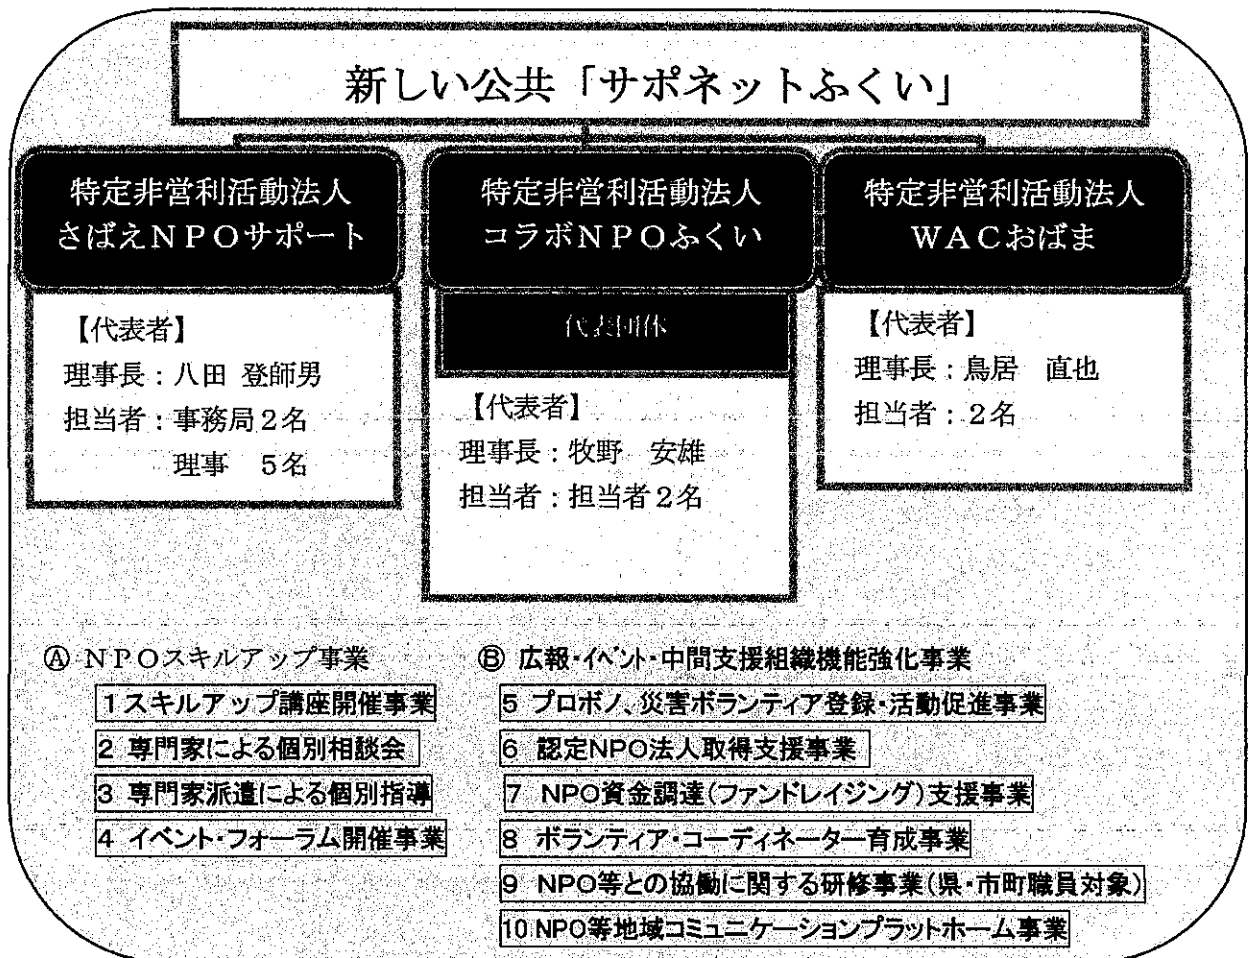 新しい公共「サポネットふくい」
特定非営利活動法人
さばえNPOサポート
【代表者】
理事長:八田 登師男
担当者:事務局2名
理事 5名
特定非営利活動法人
コラボNPOふくい
代表団体
【代表者】
理事長:牧野 安雄
担当者:担当者2名
特定非営利活動法人
WACおばま
【代表者】
理事長:鳥居 直也
担当者:2名
Ⓐ NPOスキルアップ事業
1 スキルアップ講座開催事業
2 専門家による個別相談会
3 専門家派遣による個別指導
4 イベント・フォーラム開催事業
Ⓑ 広報・イベント・中間支援組織機能強化事業
5 プロボノ、災害ボランティア登録・活動促進事業
6 認定NPO法人取得支援事業
7 NPO資金調達(ファンドレイジング)支援事業
8 ボランティア・コーディネーター育成事業
9 NPO等との協働に関する研修事業(県・市町職員対象)
10 NPO等地域コミュニケーションプラットホーム事業